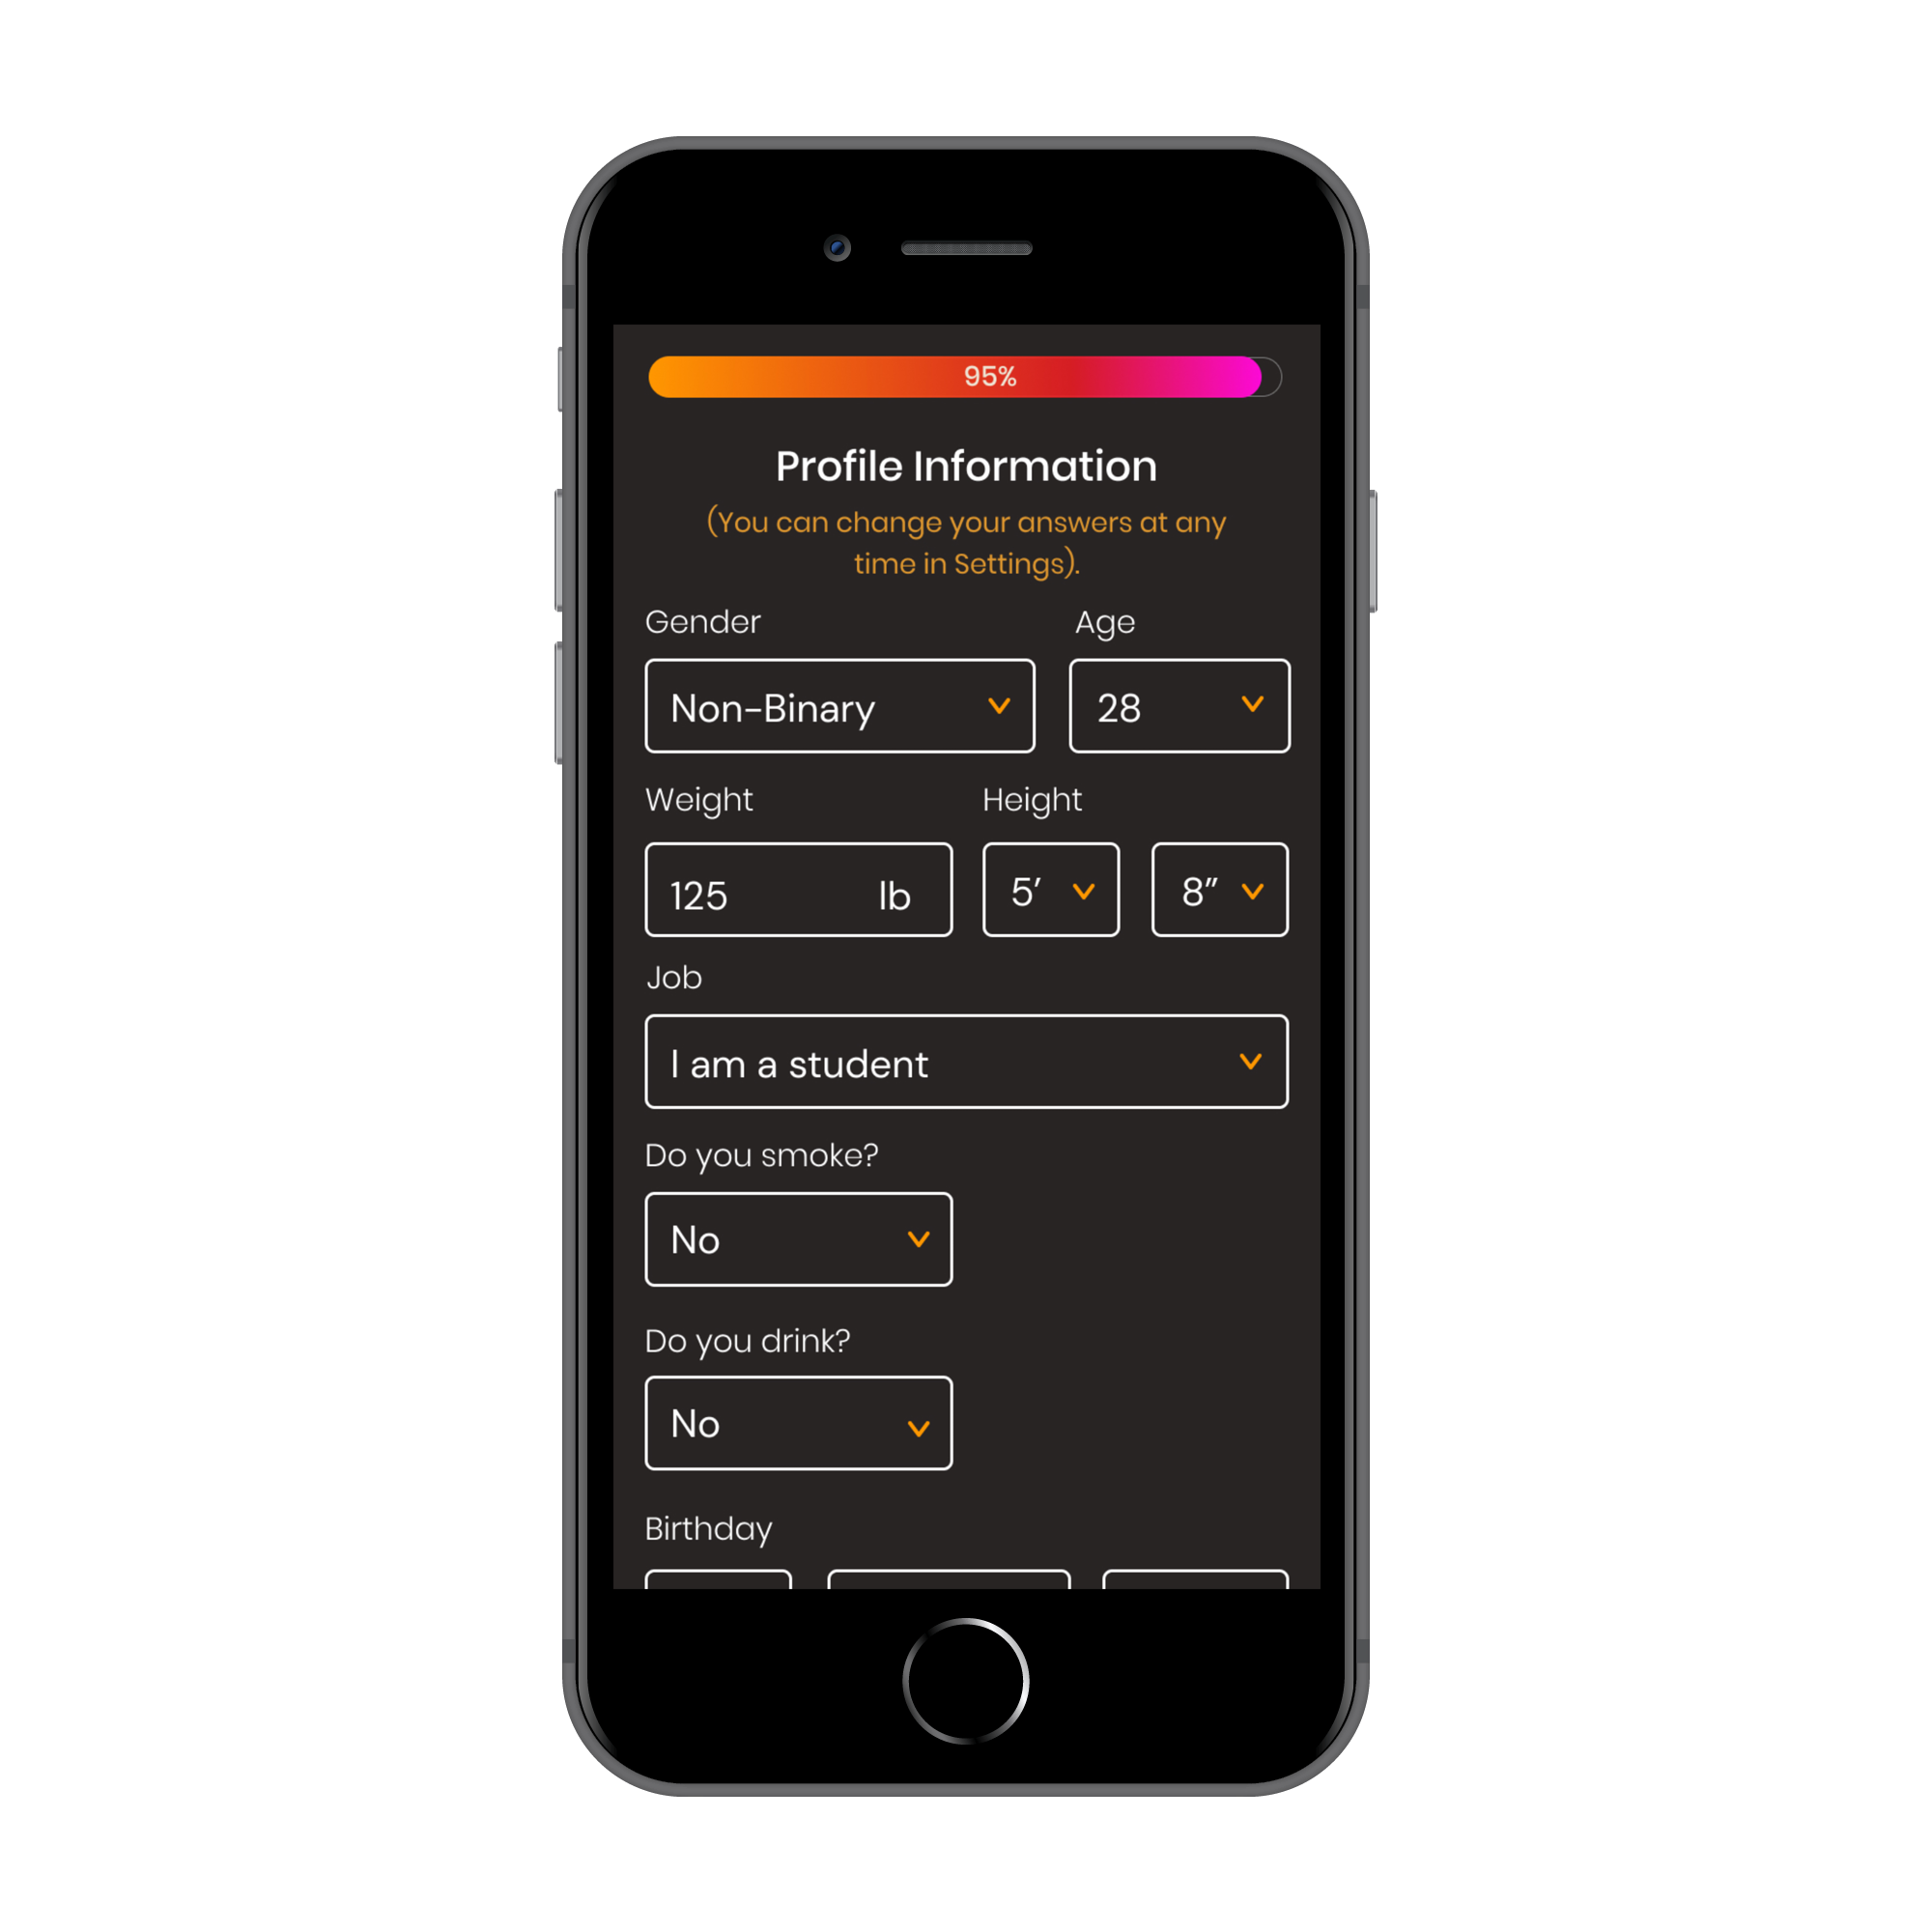 95%
Profile Information
(You can change your answers at any
time in Settings).
Gender Age
Non-Binary 28
Weight Height
125 lb 5’ 8”
Job
I am a student
Do you smoke?
No
Do you drink?
No
Birthday